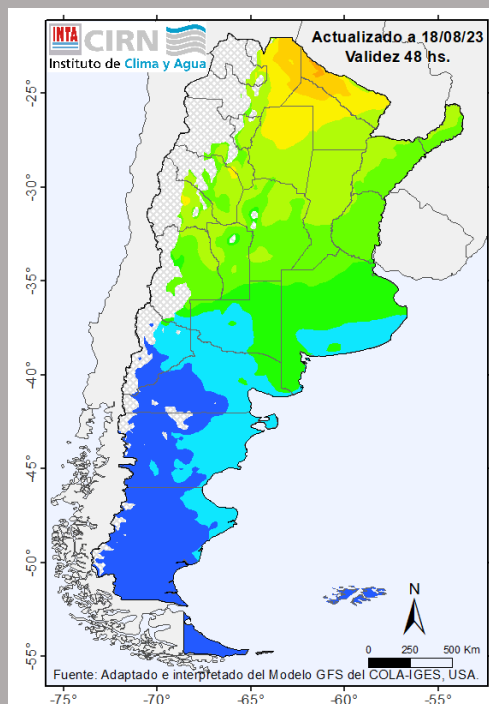 INTA CIRN
Instituto de Clima y Agua
Actualizado a 18/08/23
Validez 48 hs.
-25°
-30°
-35°
-40°
-45°
-50°
-55°
N
0 250 500 Km
Fuente: Adaptado e interpretado del Modelo GFS del COLA-IGES, USA.
-75° -70° -65° -60° -55°